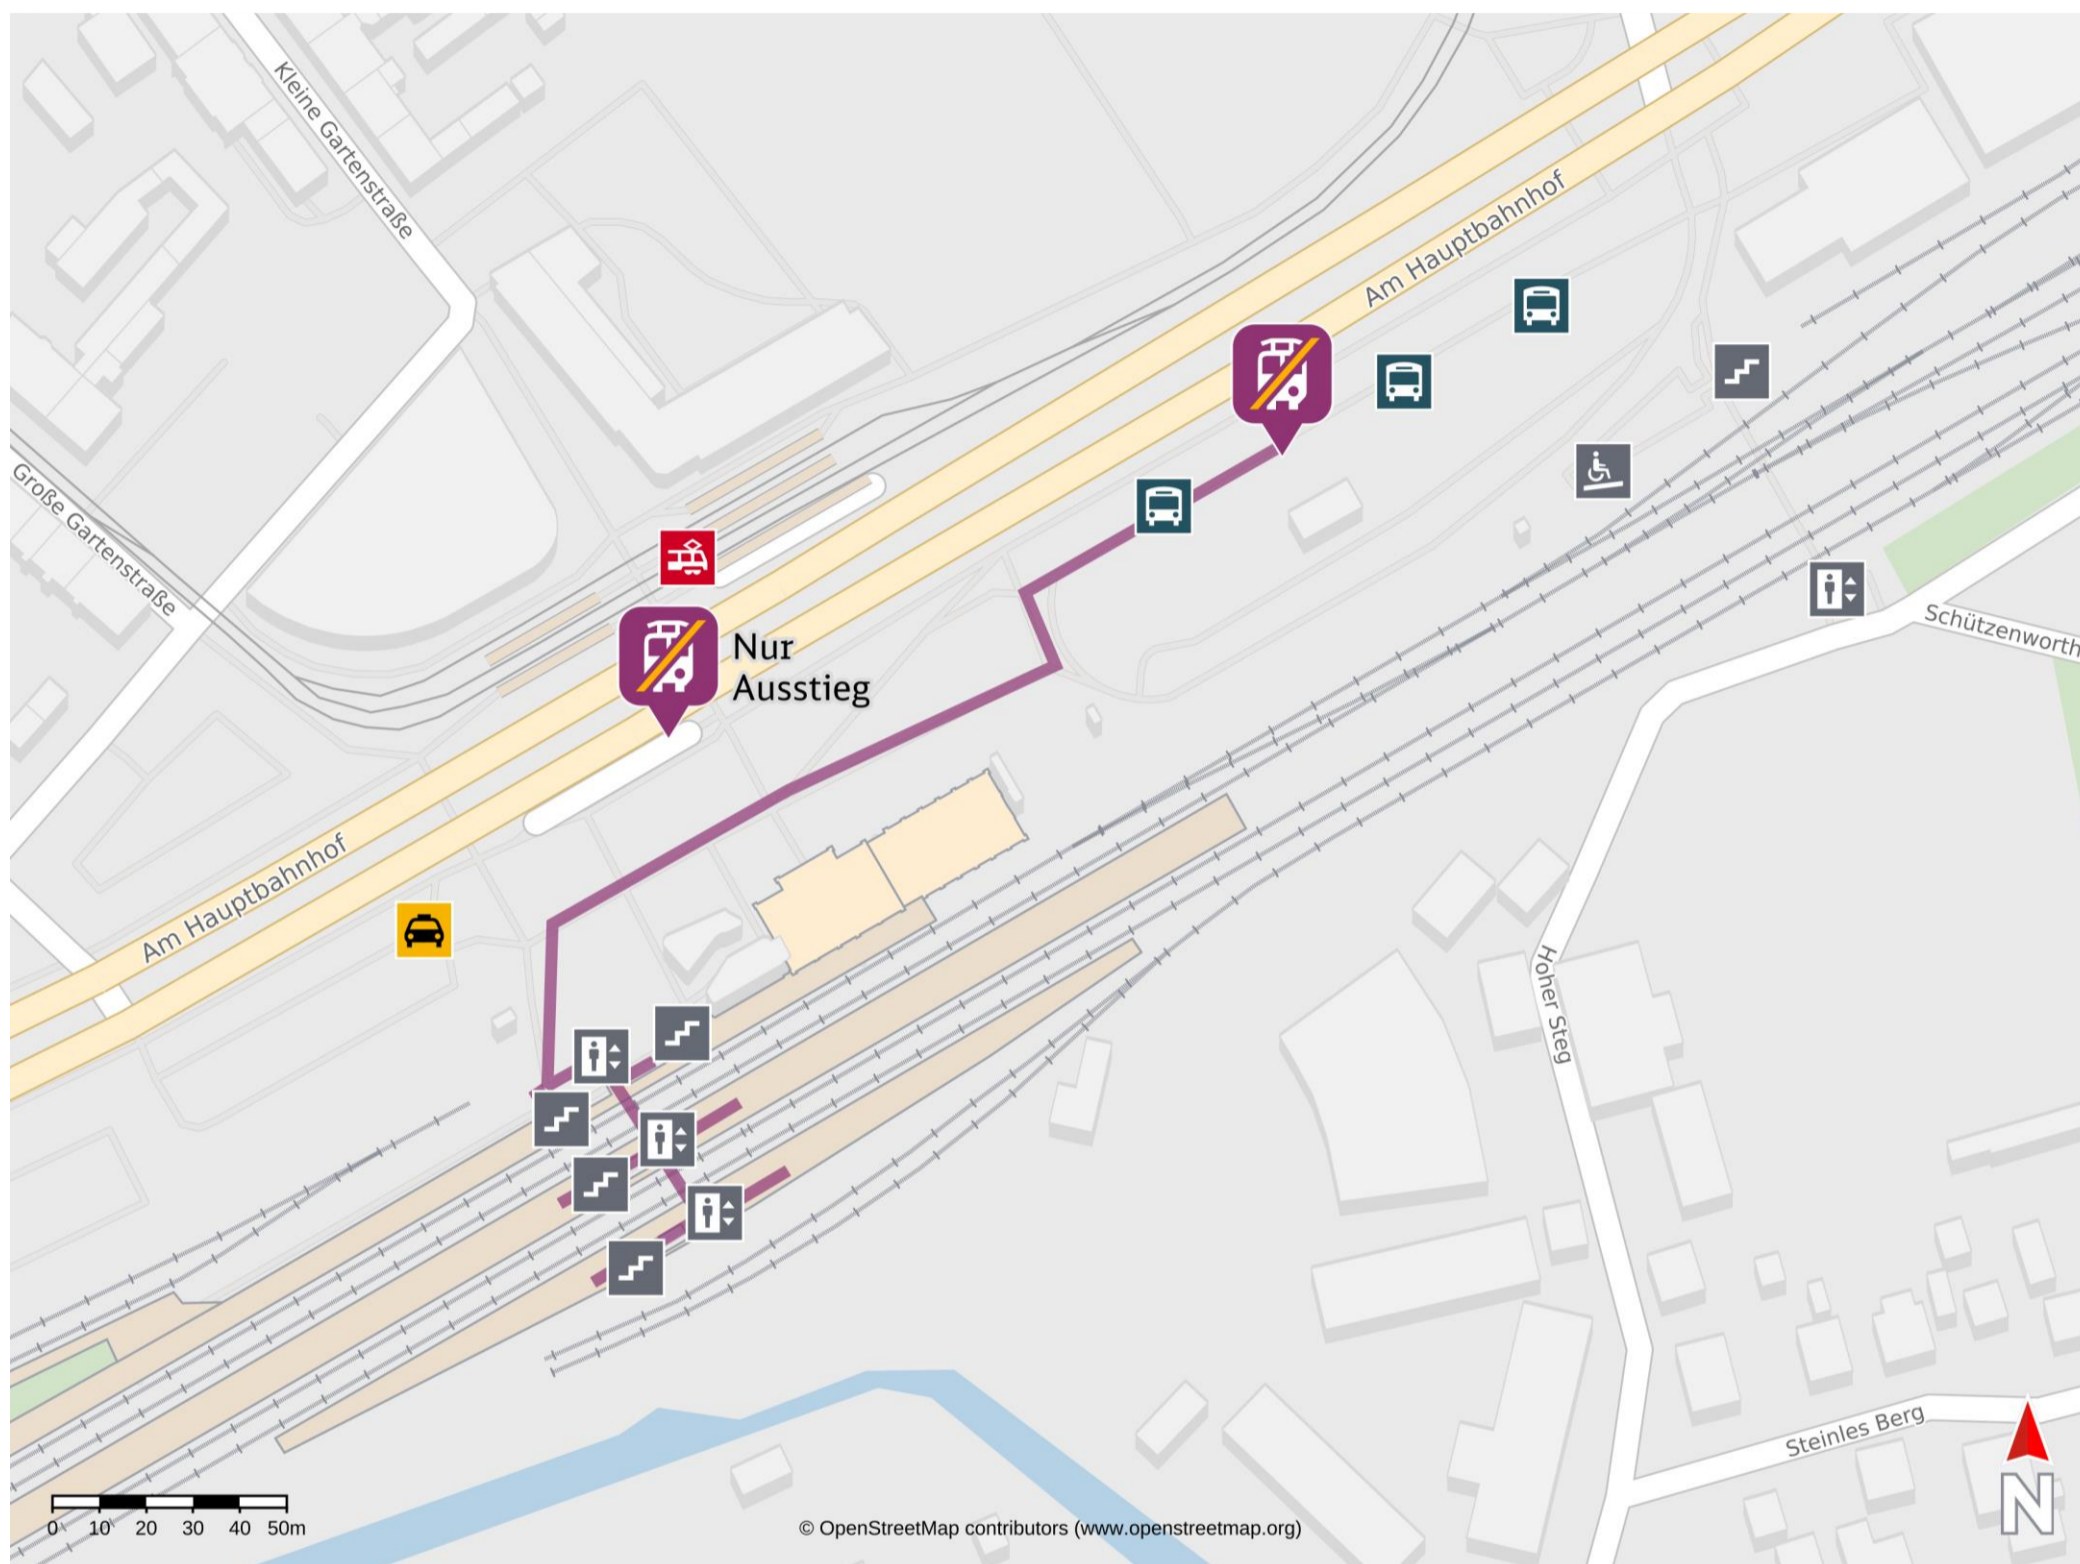 Kleine Gartenstraße
Am Hauptbahnhof
Große Gartenstraße
Schützenworth
Nur
Ausstieg
Am Hauptbahnhof
Hoher Steg
Steinles Berg
0 10 20 30 40 50m
© OpenStreetMap contributors (www.openstreetmap.org)
N